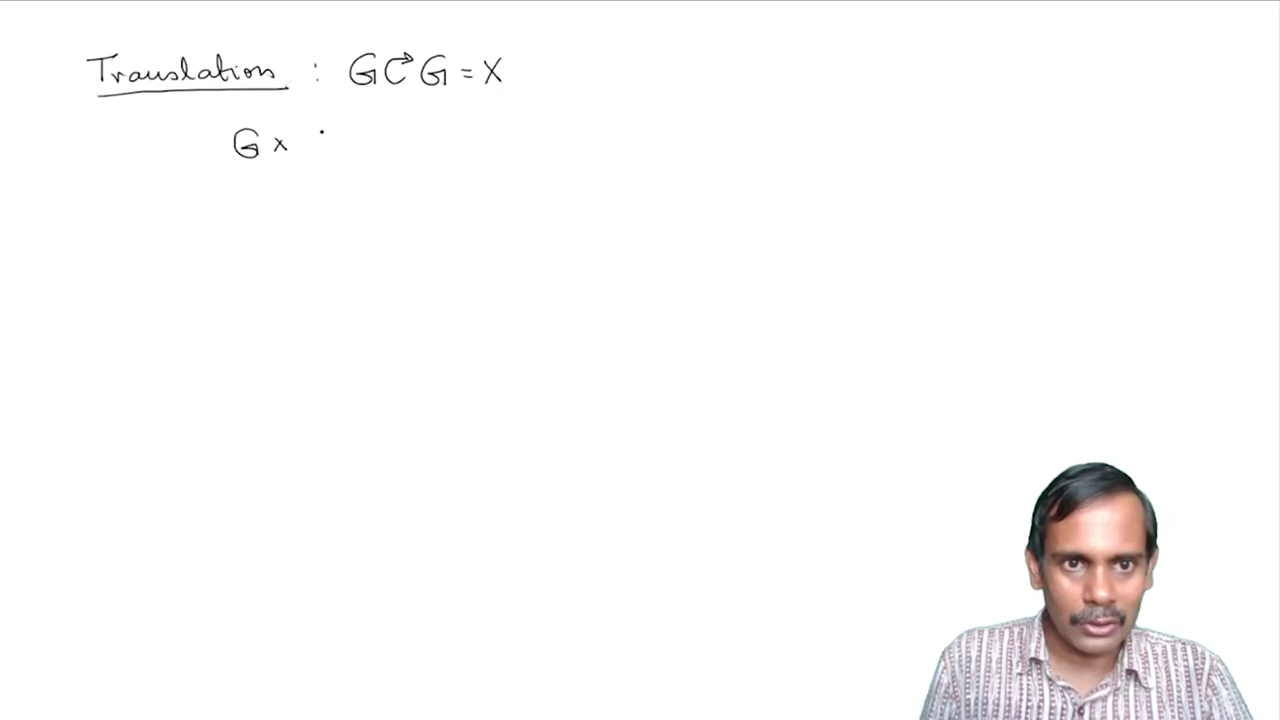 Translation : G ↻ G = X
G ×